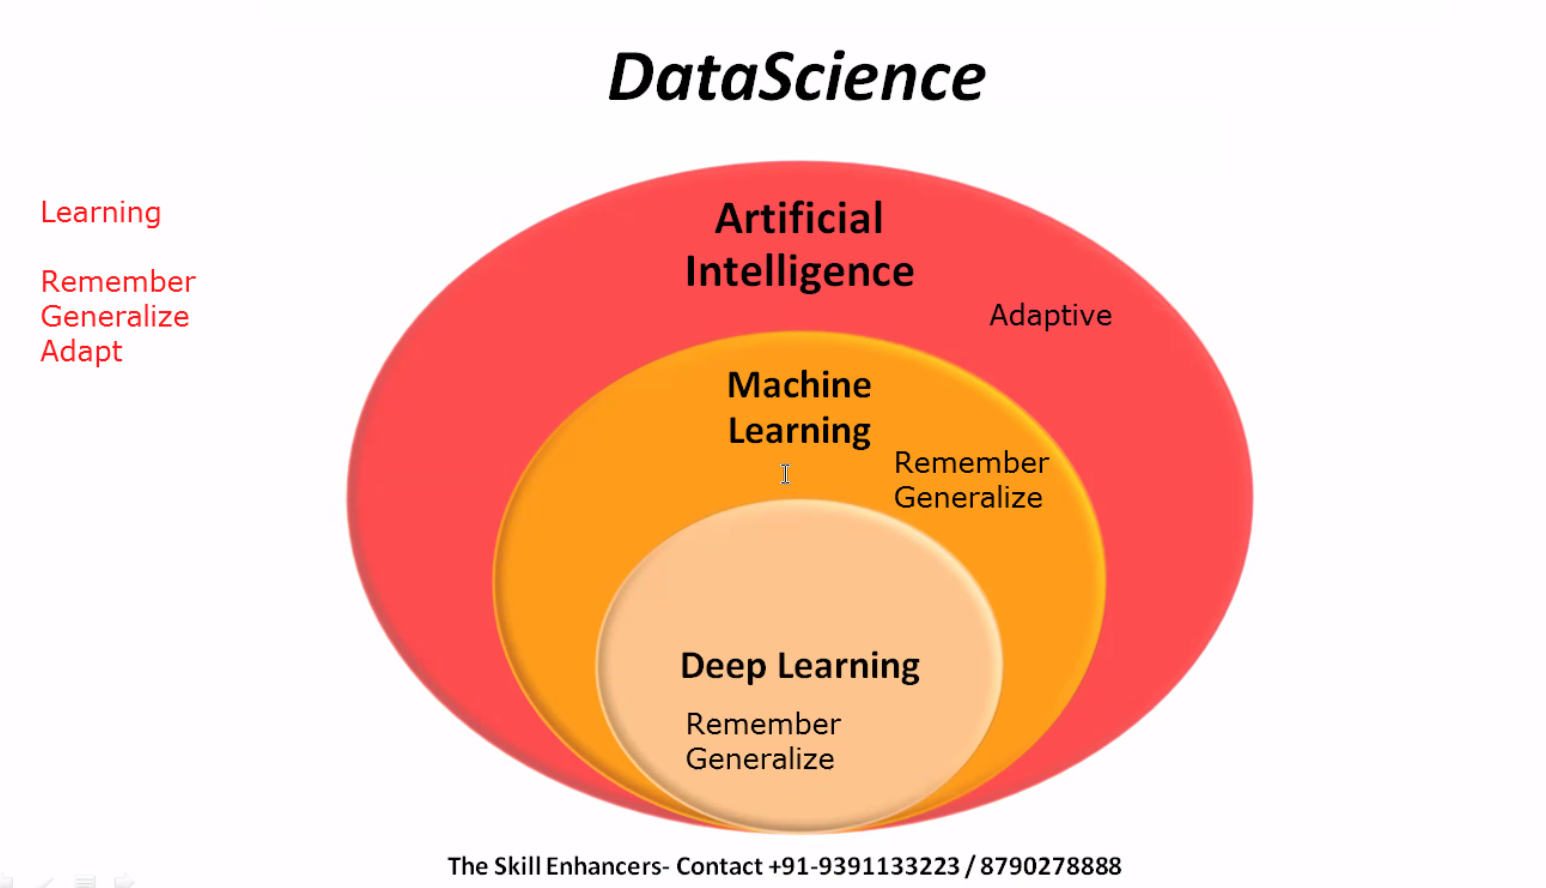 DataScience
Learning
Remember
Generalize
Adapt
Artificial
Intelligence
Adaptive
Machine
Learning
Remember
Generalize
Deep Learning
Remember
Generalize
The Skill Enhancers- Contact +91-9391133223 / 8790278888